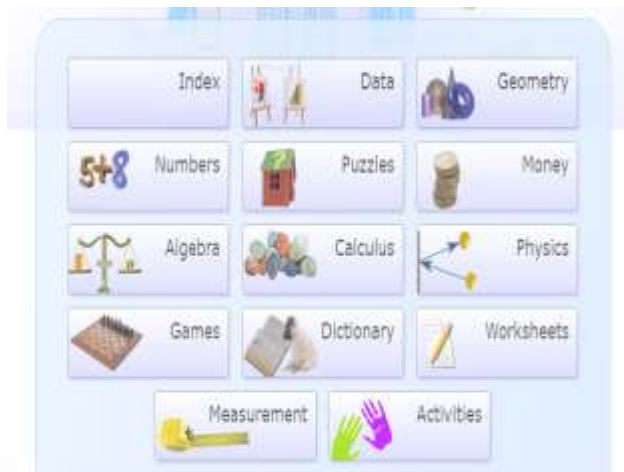 Index
Data
Geometry
5+8
Numbers
Puzzles
Money
Algebra
Calculus
Physics
Games
Dictionary
Worksheets
Measurement
Activities